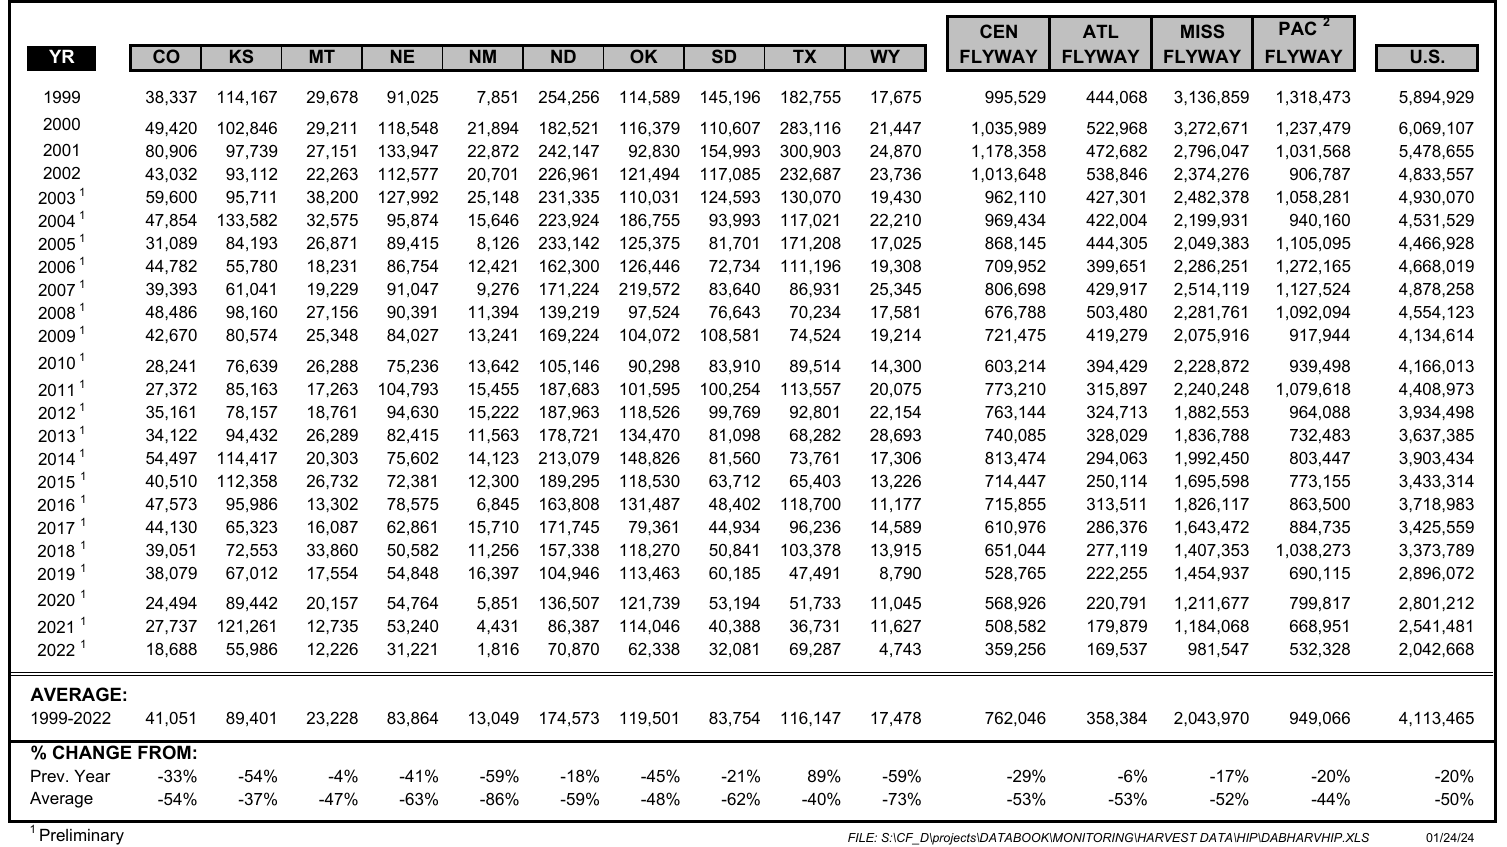 CEN ATL MISS PAC 2
YR CO KS MT NE NM ND OK SD TX WY FLYWAY FLYWAY FLYWAY FLYWAY U.S.
1999 38,337 114,167 29,678 91,025 7,851 254,256 114,589 145,196 182,755 17,675 995,529 444,068 3,136,859 1,318,473 5,894,929
2000 49,420 102,846 29,211 118,548 21,894 182,521 116,379 110,607 283,116 21,447 1,035,989 522,968 3,272,671 1,237,479 6,069,107
2001 80,906 97,739 27,151 133,947 22,872 242,147 92,830 154,993 300,903 24,870 1,178,358 472,682 2,796,047 1,031,568 5,478,655
2002 43,032 93,112 22,263 112,577 20,701 226,961 121,494 117,085 232,687 23,736 1,013,648 538,846 2,374,276 906,787 4,833,557
2003 1 59,600 95,711 38,200 127,992 25,148 231,335 110,031 124,593 130,070 19,430 962,110 427,301 2,482,378 1,058,281 4,930,070
2004 1 47,854 133,582 32,575 95,874 15,646 223,924 186,755 93,993 117,021 22,210 969,434 422,004 2,199,931 940,160 4,531,529
2005 1 31,089 84,193 26,871 89,415 8,126 233,142 125,375 81,701 171,208 17,025 868,145 444,305 2,049,383 1,105,095 4,466,928
2006 1 44,782 55,780 18,231 86,754 12,421 162,300 126,446 72,734 111,196 19,308 709,952 399,651 2,286,251 1,272,165 4,668,019
2007 1 39,393 61,041 19,229 91,047 9,276 171,224 219,572 83,640 86,931 25,345 806,698 429,917 2,514,119 1,127,524 4,878,258
2008 1 48,486 98,160 27,156 90,391 11,394 139,219 97,524 76,643 70,234 17,581 676,788 503,480 2,281,761 1,092,094 4,554,123
2009 1 42,670 80,574 25,348 84,027 13,241 169,224 104,072 108,581 74,524 19,214 721,475 419,279 2,075,916 917,944 4,134,614
2010 1 28,241 76,639 26,288 75,236 13,642 105,146 90,298 83,910 89,514 14,300 603,214 394,429 2,228,872 939,498 4,166,013
2011 1 27,372 85,163 17,263 104,793 15,455 187,683 101,595 100,254 113,557 20,075 773,210 315,897 2,240,248 1,079,618 4,408,973
2012 1 35,161 78,157 18,761 94,630 15,222 187,963 118,526 99,769 92,801 22,154 763,144 324,713 1,882,553 964,088 3,934,498
2013 1 34,122 94,432 26,289 82,415 11,563 178,721 134,470 81,098 68,282 28,693 740,085 328,029 1,836,788 732,483 3,637,385
2014 1 54,497 114,417 20,303 75,602 14,123 213,079 148,826 81,560 73,761 17,306 813,474 294,063 1,992,450 803,447 3,903,434
2015 1 40,510 112,358 26,732 72,381 12,300 189,295 118,530 63,712 65,403 13,226 714,447 250,114 1,695,598 773,155 3,433,314
2016 1 47,573 95,986 13,302 78,575 6,845 163,808 131,487 48,402 118,700 11,177 715,855 313,511 1,826,117 863,500 3,718,983
2017 1 44,130 65,323 16,087 62,861 15,710 171,745 79,361 44,934 96,236 14,589 610,976 286,376 1,643,472 884,735 3,425,559
2018 1 39,051 72,553 33,860 50,582 11,256 157,338 118,270 50,841 103,378 13,915 651,044 277,119 1,407,353 1,038,273 3,373,789
2019 1 38,079 67,012 17,554 54,848 16,397 104,946 113,463 60,185 47,491 8,790 528,765 222,255 1,454,937 690,115 2,896,072
2020 1 24,494 89,442 20,157 54,764 5,851 136,507 121,739 53,194 51,733 11,045 568,926 220,791 1,211,677 799,817 2,801,212
2021 1 27,737 121,261 12,735 53,240 4,431 86,387 114,046 40,388 36,731 11,627 508,582 179,879 1,184,068 668,951 2,541,481
2022 1 18,688 55,986 12,226 31,221 1,816 70,870 62,338 32,081 69,287 4,743 359,256 169,537 981,547 532,328 2,042,668
AVERAGE:
1999-2022 41,051 89,401 23,228 83,864 13,049 174,573 119,501 83,754 116,147 17,478 762,046 358,384 2,043,970 949,066 4,113,465
% CHANGE FROM:
Prev. Year -33% -54% -4% -41% -59% -18% -45% -21% 89% -59% -29% -6% -17% -20% -20%
Average -54% -37% -47% -63% -86% -59% -48% -62% -40% -73% -53% -53% -52% -44% -50%
1 Preliminary FILE: S:\CF_D\projects\DATABOOK\MONITORING\HARVEST DATA\HIP\DABHARVHIP.XLS 01/24/24